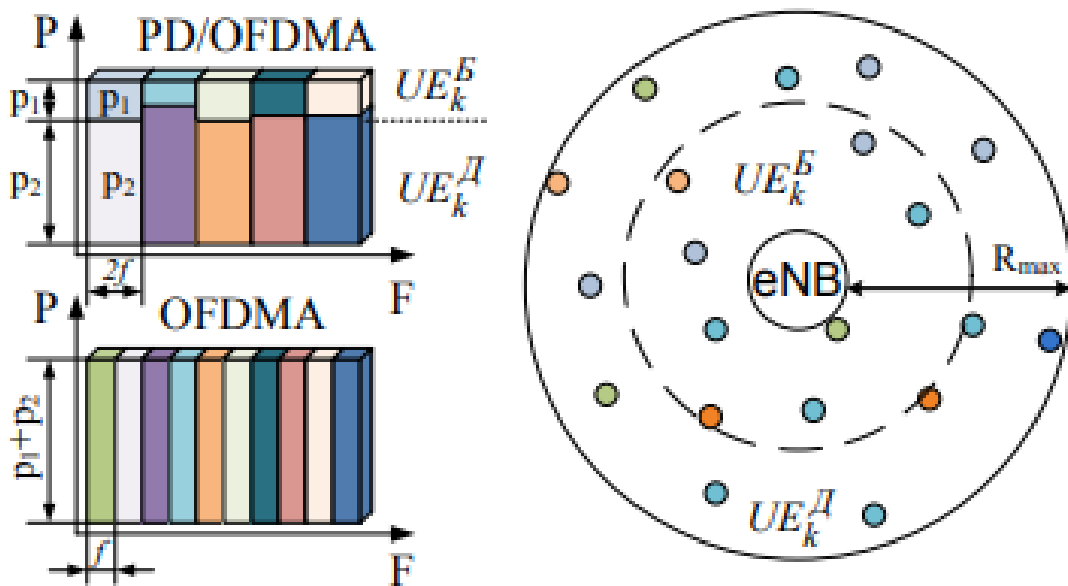 P
PD/OFDMA
p₁
p₁
UE_k^Б
p₂
p₂
UE_k^Д
2f
F
P
OFDMA
p₁+p₂
f
F
UE_k^Б
eNB
R_max
UE_k^Д